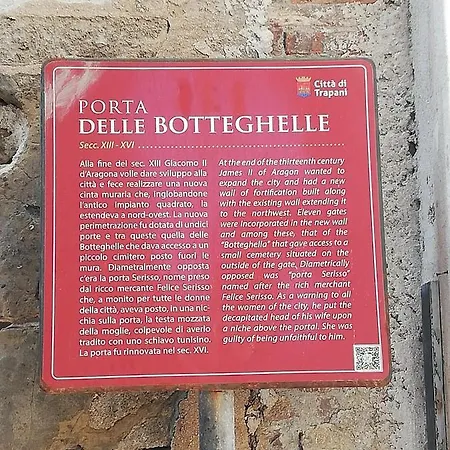 Città di
Trapani
PORTA
DELLE BOTTEGHELLE
Secc. XIII - XVI
Alla fine del sec. XIII Giacomo II
d'Aragona volle dare sviluppo alla
città e fece realizzare una nuova
cinta muraria che, inglobandone
l'antico impianto quadrato, la
estendeva a nord-ovest. La nuova
perimetrazione fu dotata di undici
porte e tra queste quella delle
Botteghelle che dava accesso a un
piccolo cimitero posto fuori le
mura. Diametralmente opposta
c'era la porta Serisso, nome preso
dal ricco mercante Felice Serisso
che, a monito per tutte le donne
della città, aveva posto, in una nic-
chia sulla porta, la testa mozzata
della moglie, colpevole di averlo
tradito con uno schiavo tunisino.
La porta fu rinnovata nel sec. XVI.
At the end of the thirteenth century
James II of Aragon wanted to
expand the city and had a new
wall of fortification built along
with the existing wall extending it
to the northwest. Eleven gates
were incorporated in the new wall
and among these, that of the
"Botteghella" that gave access to a
small cemetery situated on the
outside of the gate. Diametrically
opposed was "porta Serisso"
named after the rich merchant
Felice Serisso. As a warning to all
the women of the city, he put the
decapitated head of his wife upon
a niche above the portal. She was
guilty of being unfaithful to him.